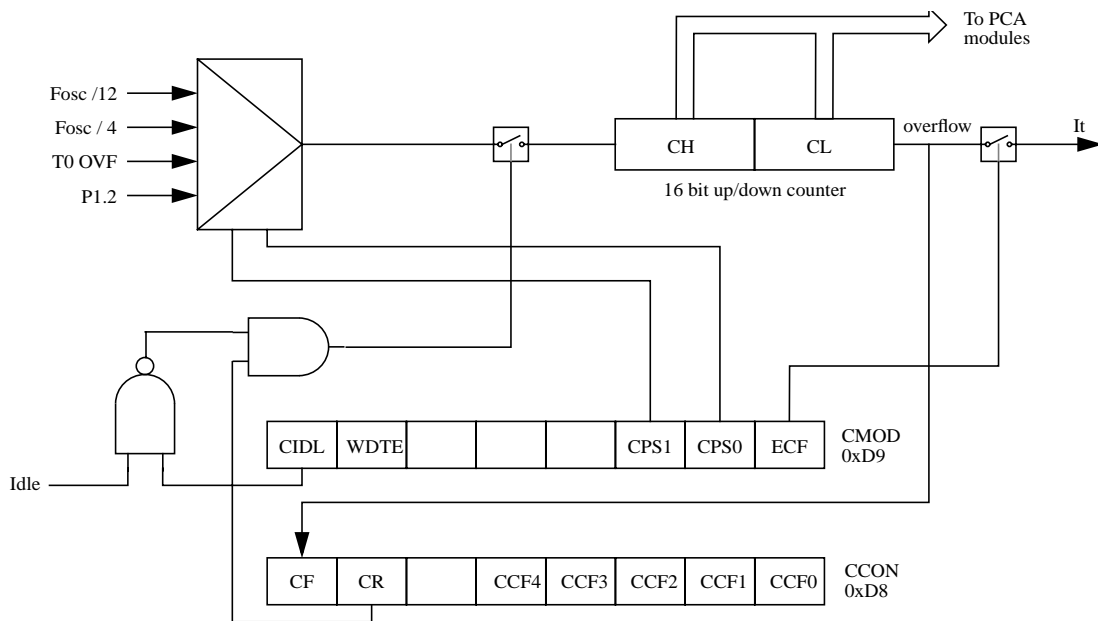 To PCA
modules
Fosc /12
Fosc / 4
T0 OVF
P1.2
CH
CL
overflow
It
16 bit up/down counter
CIDL
WDTE
CPS1
CPS0
ECF
CMOD
0xD9
Idle
CF
CR
CCF4
CCF3
CCF2
CCF1
CCF0
CCON
0xD8